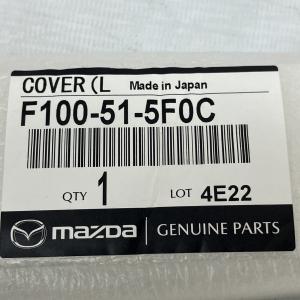 COVER (L Made in Japan
F100-51-5F0C
QTY 1 LOT 4E22
mazda GENUINE PARTS